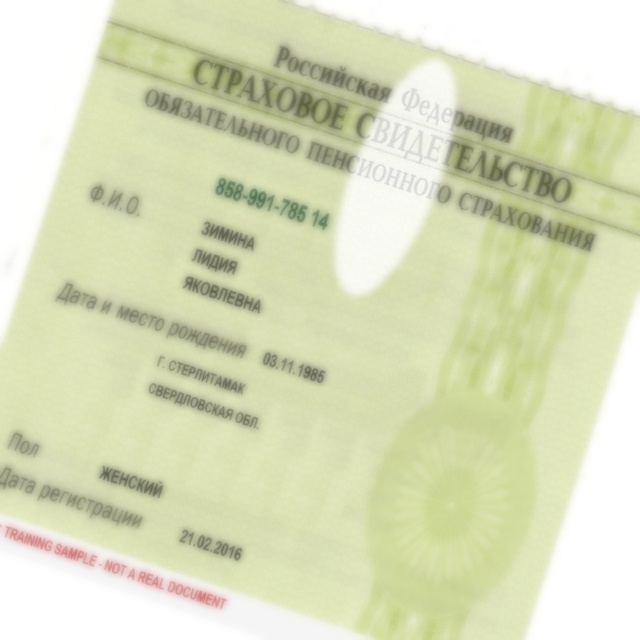 Российская Федерация
СТРАХОВОЕ СВИДЕТЕЛЬСТВО
ОБЯЗАТЕЛЬНОГО ПЕНСИОННОГО СТРАХОВАНИЯ
858-991-785 14
Ф.И.О.
ЗИМИНА
ЛИДИЯ
ЯКОВЛЕВНА
Дата и место рождения 03.11.1985
Г. СТЕРЛИТАМАК
СВЕРДЛОВСКАЯ ОБЛ.
Пол
ЖЕНСКИЙ
Дата регистрации 21.02.2016
TRAINING SAMPLE - NOT A REAL DOCUMENT